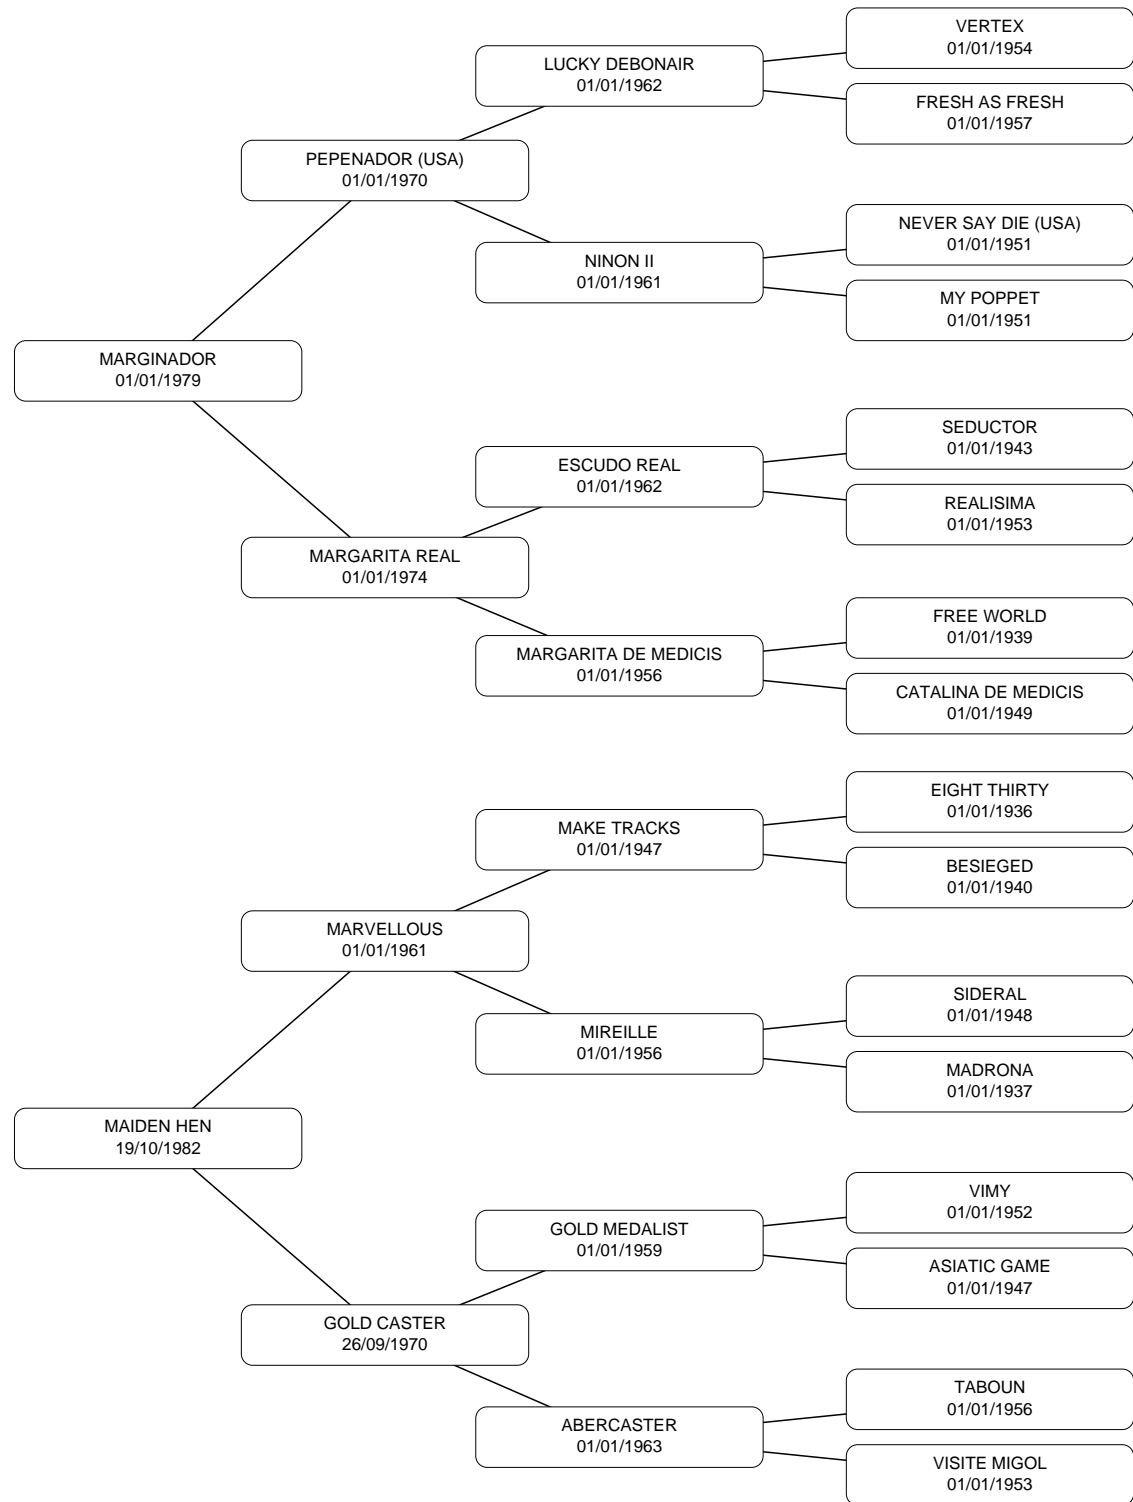 VERTEX
01/01/1954
LUCKY DEBONAIR
01/01/1962
FRESH AS FRESH
01/01/1957
PEPENADOR (USA)
01/01/1970
NEVER SAY DIE (USA)
01/01/1951
NINON II
01/01/1961
MY POPPET
01/01/1951
MARGINADOR
01/01/1979
SEDUCTOR
01/01/1943
ESCUDO REAL
01/01/1962
REALISIMA
01/01/1953
MARGARITA REAL
01/01/1974
FREE WORLD
01/01/1939
MARGARITA DE MEDICIS
01/01/1956
CATALINA DE MEDICIS
01/01/1949
EIGHT THIRTY
01/01/1936
MAKE TRACKS
01/01/1947
BESIEGED
01/01/1940
MARVELLOUS
01/01/1961
SIDERAL
01/01/1948
MIREILLE
01/01/1956
MADRONA
01/01/1937
MAIDEN HEN
19/10/1982
VIMY
01/01/1952
GOLD MEDALIST
01/01/1959
ASIATIC GAME
01/01/1947
GOLD CASTER
26/09/1970
TABOUN
01/01/1956
ABERCASTER
01/01/1963
VISITE MIGOL
01/01/1953